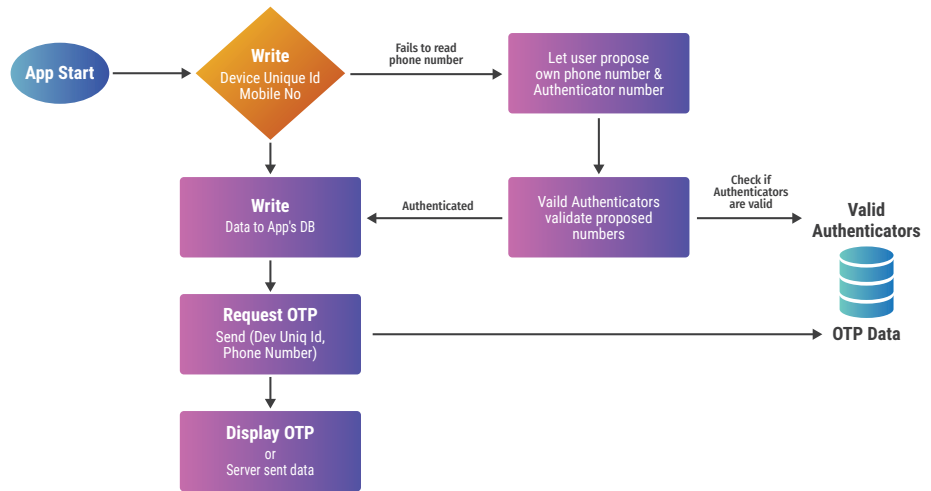 App Start
Write
Device Unique Id
Mobile No
Fails to read
phone number
Let user propose
own phone number &
Authenticator number
Write
Data to App's DB
Authenticated
Vaild Authenticators
validate proposed
numbers
Check if
Authenticators
are valid
Valid
Authenticators
OTP Data
Request OTP
Send (Dev Uniq Id,
Phone Number)
Display OTP
or
Server sent data